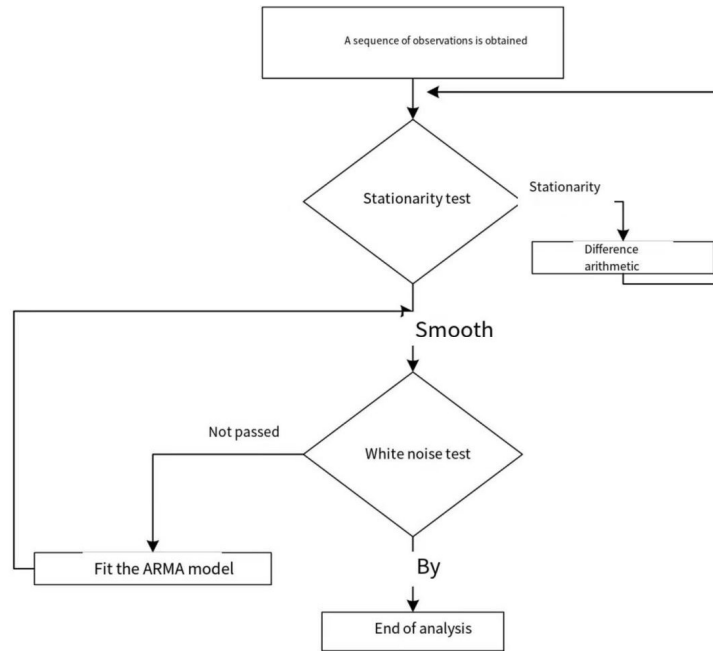 A sequence of observations is obtained
Stationarity test
Stationarity
Difference
arithmetic
Smooth
Not passed
White noise test
Fit the ARMA model
By
End of analysis